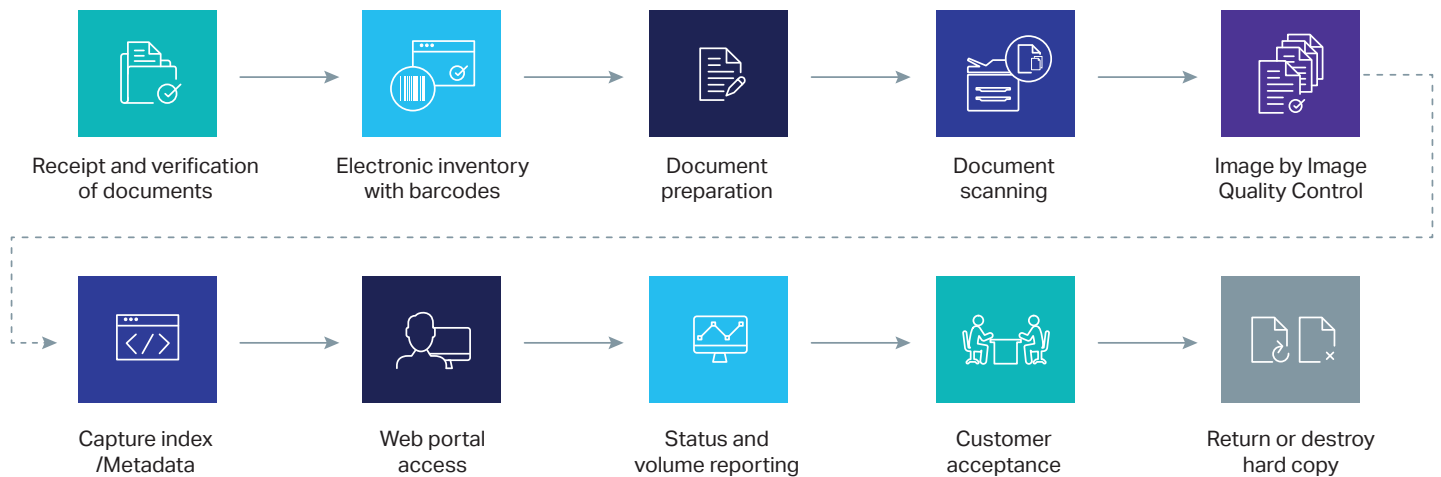 Receipt and verification
of documents
Electronic inventory
with barcodes
Document
preparation
Document
scanning
Image by Image
Quality Control
Capture index
/Metadata
Web portal
access
Status and
volume reporting
Customer
acceptance
Return or destroy
hard copy